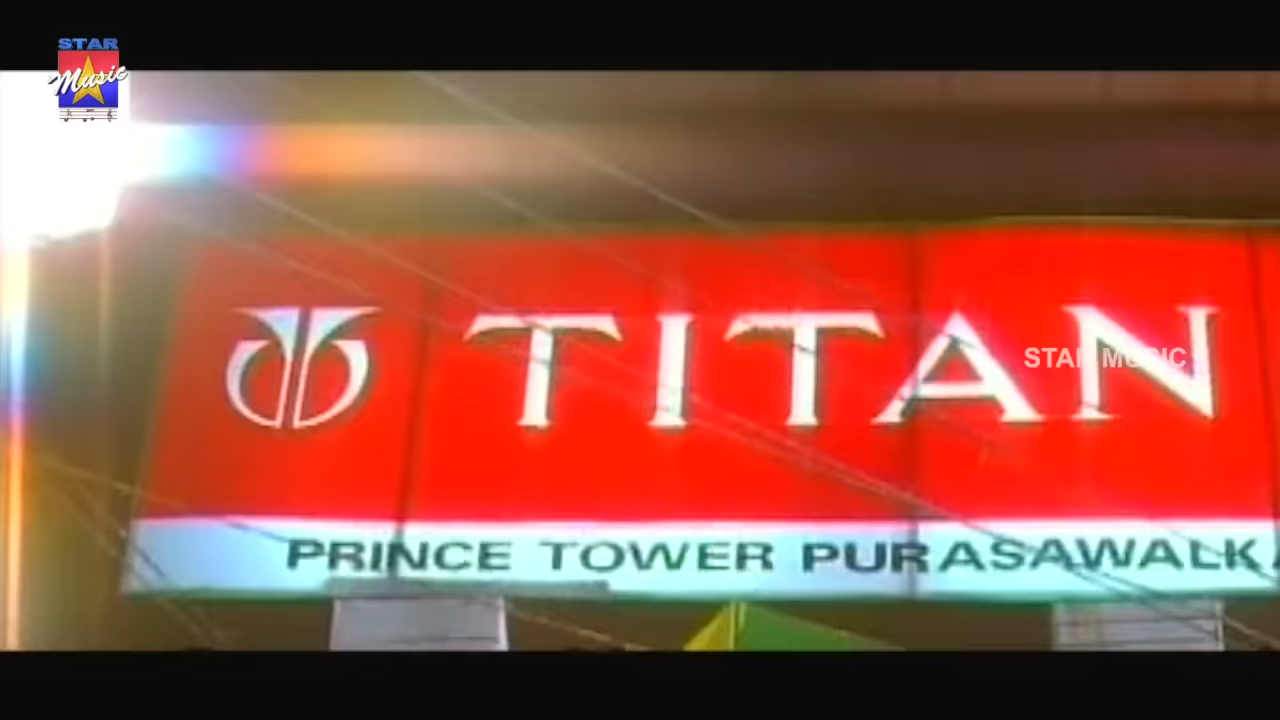 STAR
Music
TITAN
STAR MUSIC
PRINCE TOWER PURASAWALK